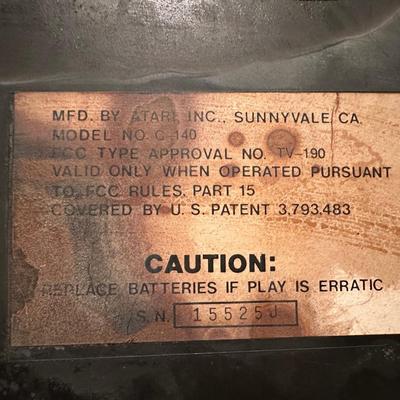 MFD. BY ATARI, INC., SUNNYVALE CA.
MODEL NO. C-140
FCC TYPE APPROVAL NO. TV-190
VALID ONLY WHEN OPERATED PURSUANT
TO FCC RULES, PART 15
COVERED BY U.S. PATENT 3,793,483
CAUTION:
REPLACE BATTERIES IF PLAY IS ERRATIC
S.N. 15525J